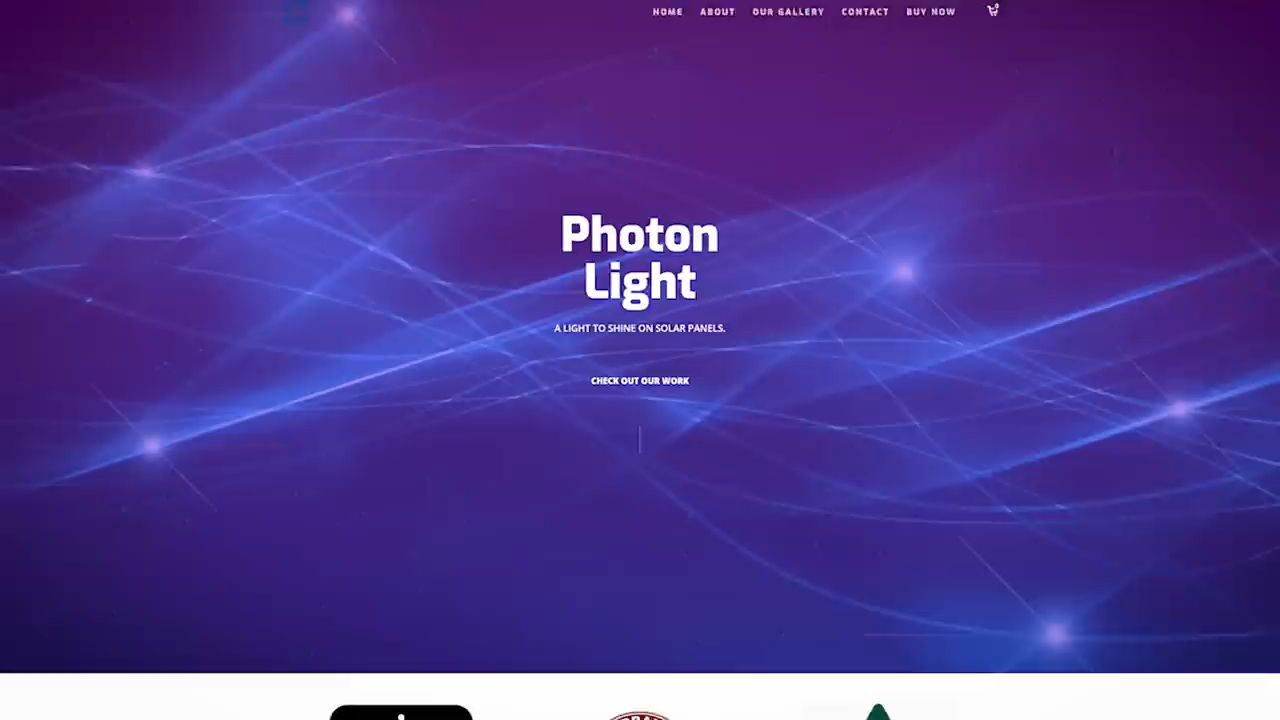 HOME ABOUT OUR GALLERY CONTACT BUY NOW
0
Photon
Light
A LIGHT TO SHINE ON SOLAR PANELS.
CHECK OUT OUR WORK